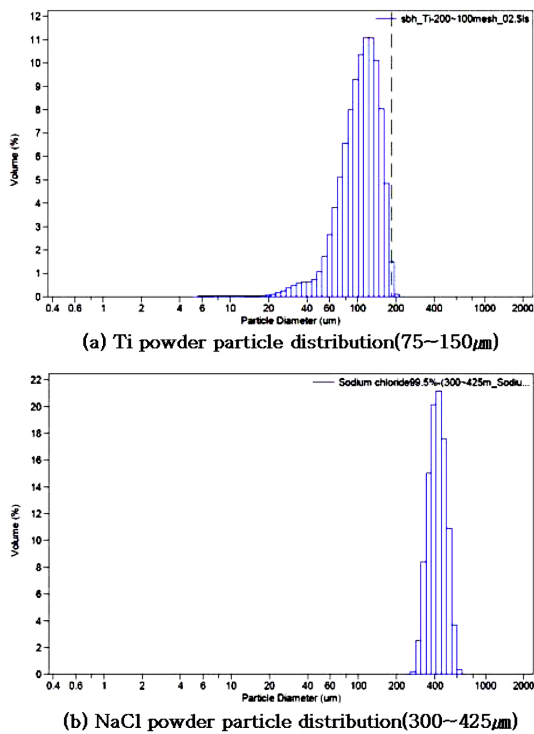 sbh_Ti-200~100mesh_02.$ls
12
11
10
9
8
7
6
5
4
3
2
1
0
Volume (%)
0.4 0.6 1 2 4 6 10 20 40 60 100 200 400 1000 2000
Particle Diameter (um)
(a) Ti powder particle distribution(75~150㎛)
Sodium chloride99.5%-(300~425m_Sodiu...
22
20
18
16
14
12
10
8
6
4
2
0
Volume (%)
0.4 0.6 1 2 4 6 10 20 40 60 100 200 400 1000 2000
Particle Diameter (um)
(b) NaCl powder particle distribution(300~425㎛)